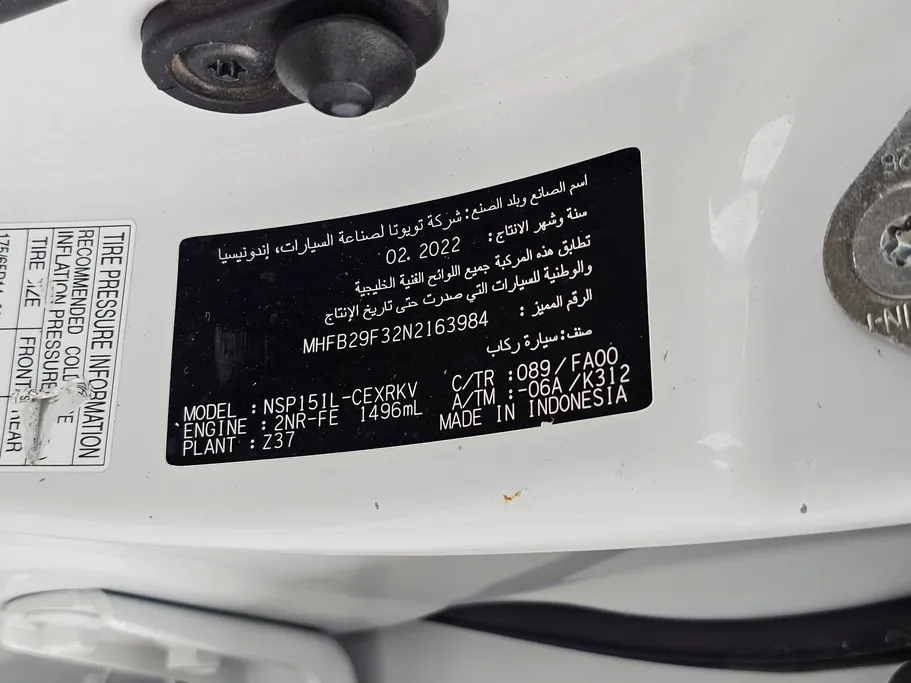 اسم الصانع وبلد الصنع: شركة تويوتا لصناعة السيارات، إندونيسيا
سنة وشهر الانتاج: 02. 2022
تطابق هذه المركبة جميع اللوائح الفنية الخليجية
والوطنية للسيارات التي صدرت حتى تاريخ الإنتاج
الرقم المميز : MHFB29F32N2163984
صنف: سيارة ركاب
MODEL : NSP151L-CEXRKV C/TR : 089/FA00
ENGINE : 2NR-FE 1496mL A/TM : -06A/K312
PLANT : Z37 MADE IN INDONESIA
TIRE PRESSURE INFORMATION
RECOMMENDED COLD
INFLATION PRESSURE
TIRE FRONT REAR